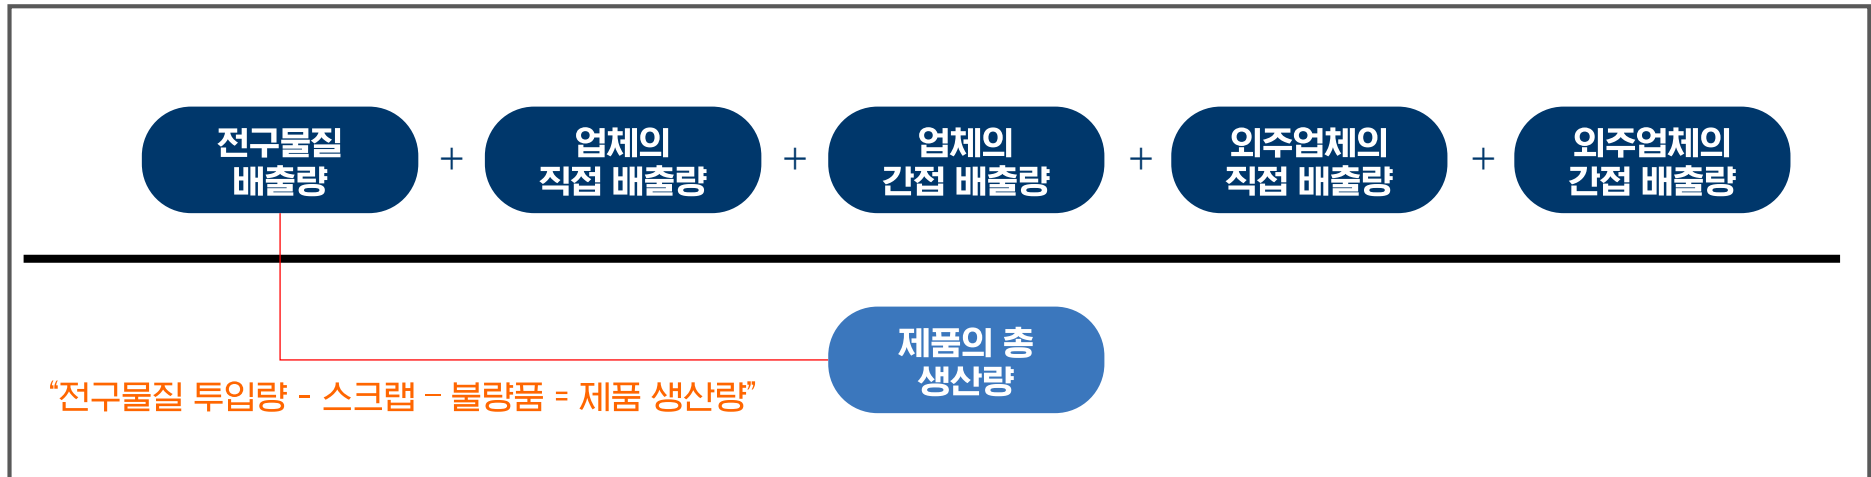 전구물질
배출량
+
업체의
직접 배출량
+
업체의
간접 배출량
+
외주업체의
직접 배출량
+
외주업체의
간접 배출량
제품의 총
생산량
“전구물질 투입량 - 스크랩 – 불량품 = 제품 생산량”